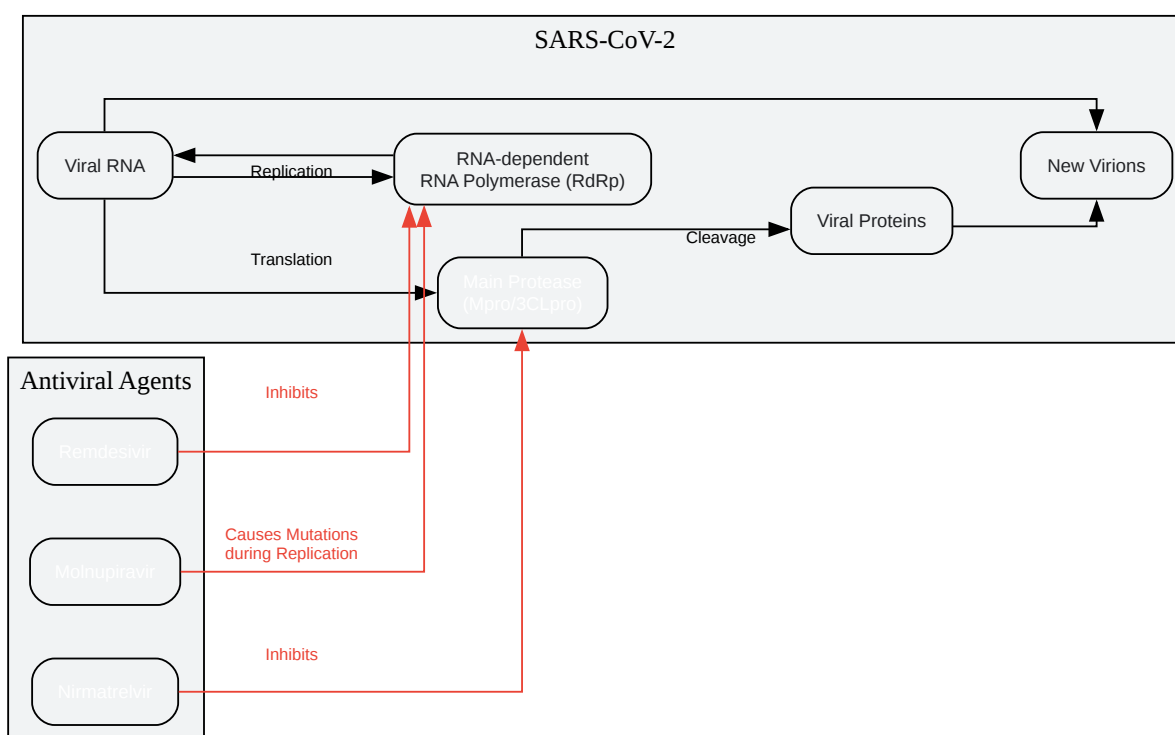 SARS-CoV-2
Viral RNA
Replication
RNA-dependent
RNA Polymerase (RdRp)
New Virions
Viral Proteins
Cleavage
Translation
Main Protease
(Mpro/3CLpro)
Antiviral Agents
Inhibits
Remdesivir
Causes Mutations
during Replication
Molnupiravir
Inhibits
Nirmatrelvir